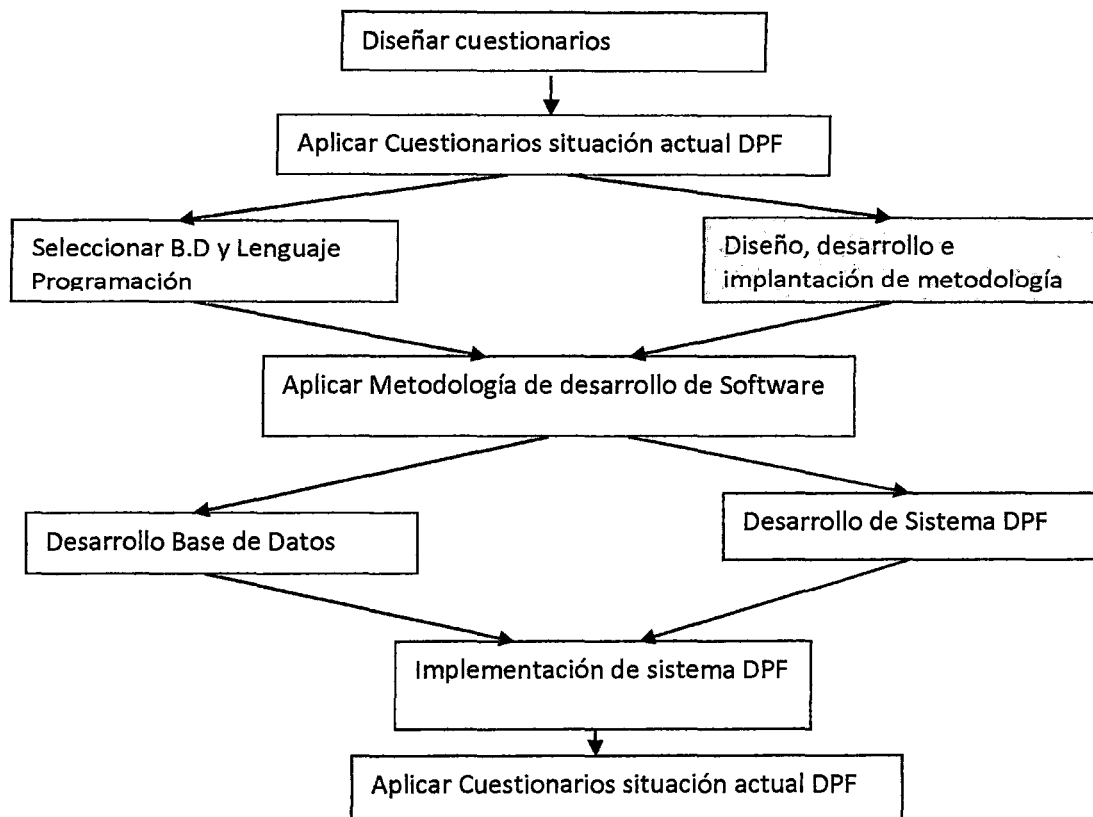 Diseñar cuestionarios
Aplicar Cuestionarios situación actual DPF
Seleccionar B.D y Lenguaje
Programación
Diseño, desarrollo e
implantación de metodología
Aplicar Metodología de desarrollo de Software
Desarrollo Base de Datos
Desarrollo de Sistema DPF
Implementación de sistema DPF
Aplicar Cuestionarios situación actual DPF